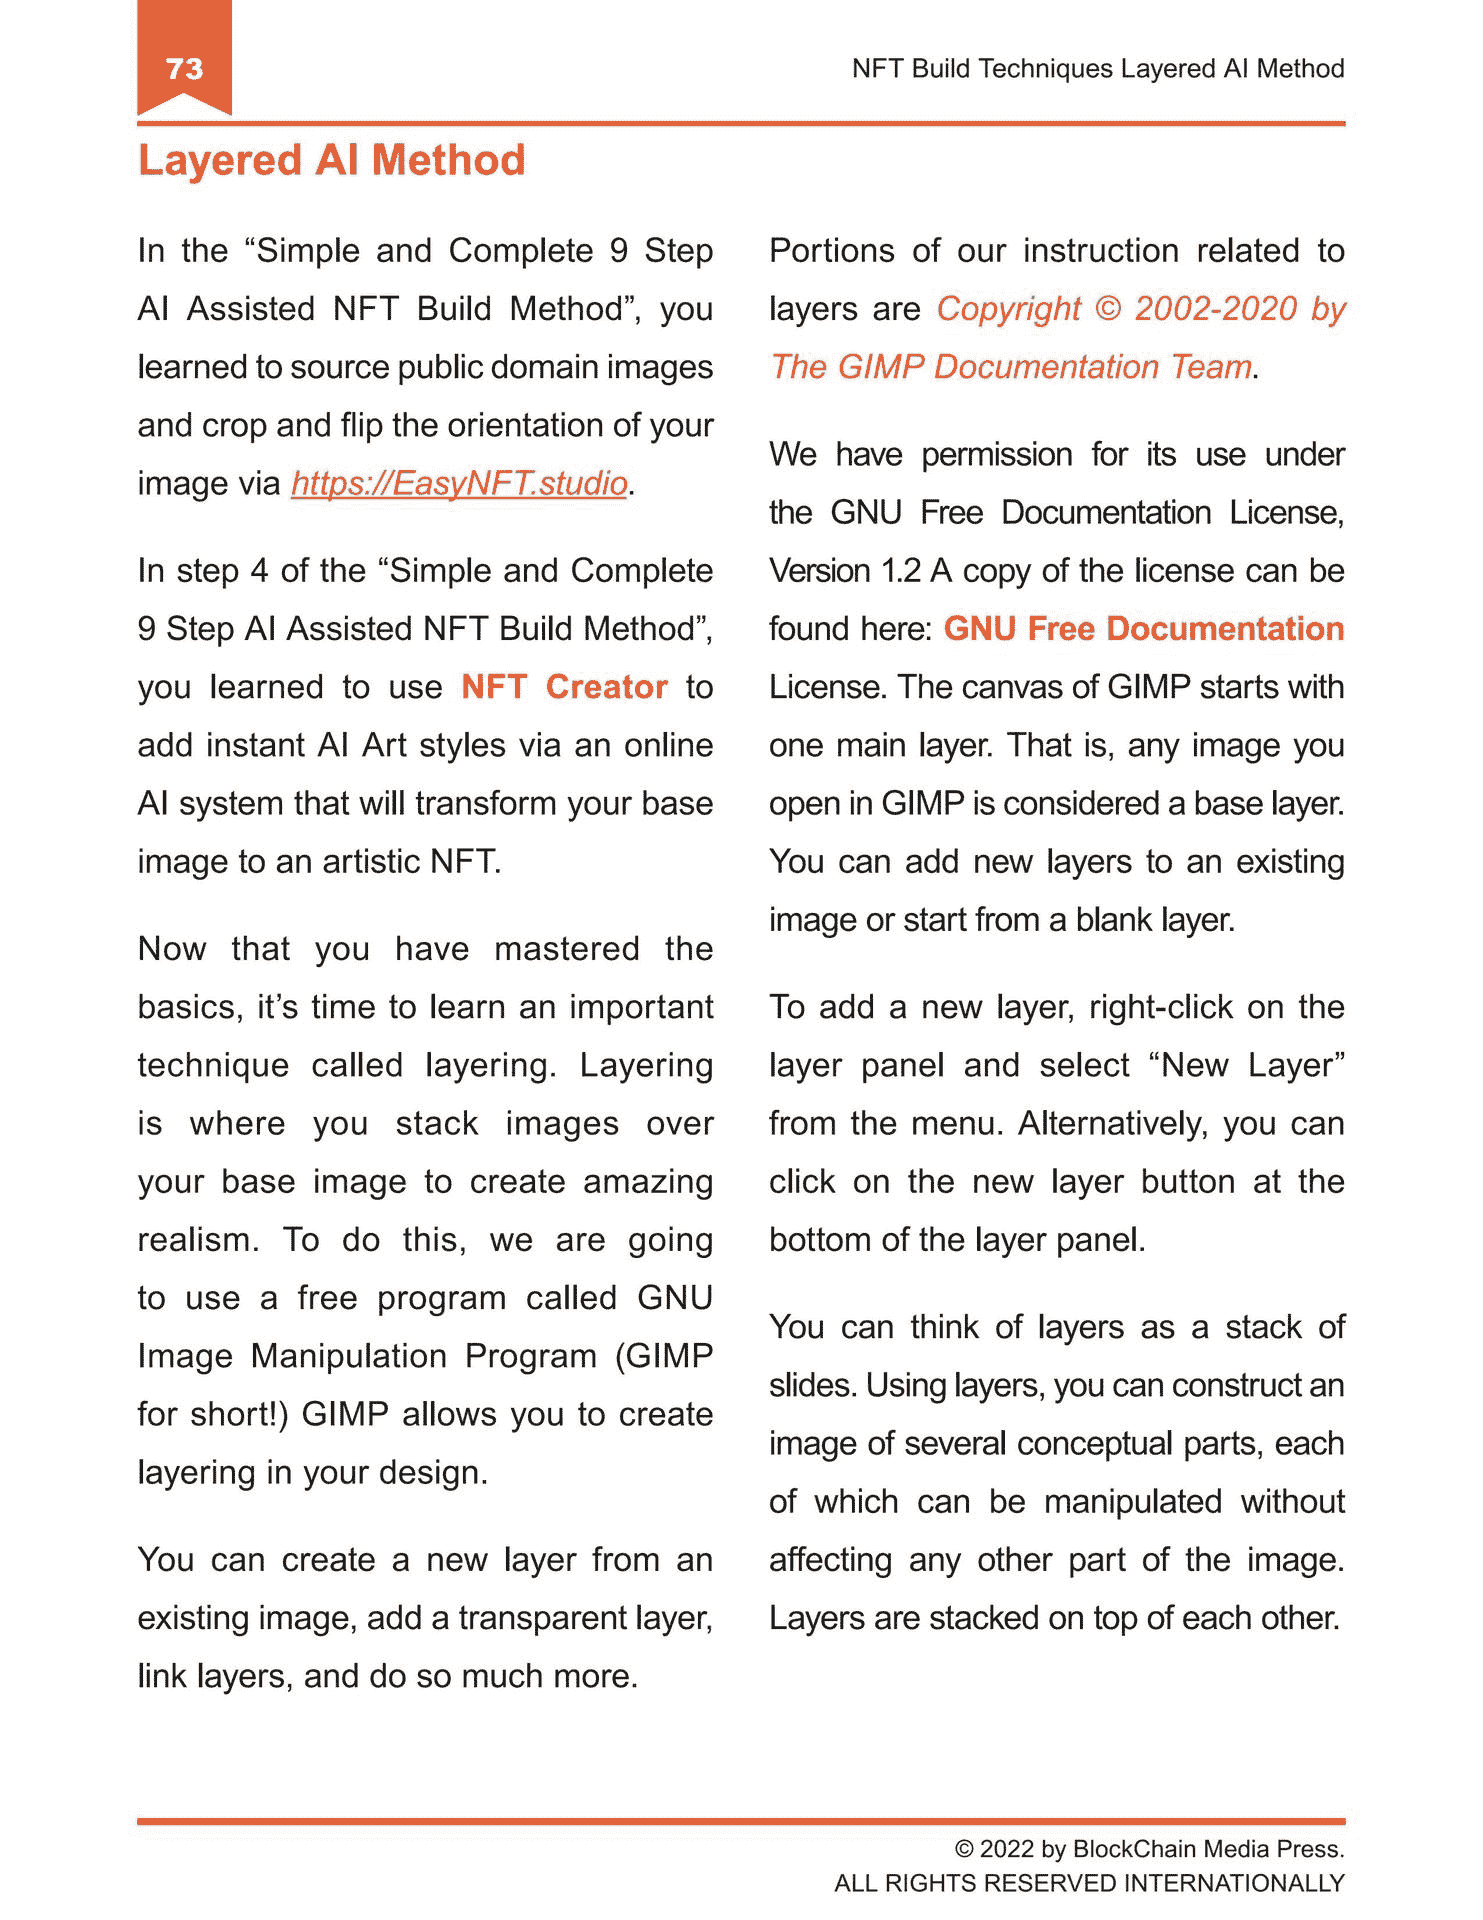 73
NFT Build Techniques Layered AI Method
Layered AI Method
In the “Simple and Complete 9 Step
AI Assisted NFT Build Method”, you
learned to source public domain images
and crop and flip the orientation of your
image via https://EasyNFT.studio.
In step 4 of the “Simple and Complete
9 Step AI Assisted NFT Build Method”,
you learned to use NFT Creator to
add instant AI Art styles via an online
AI system that will transform your base
image to an artistic NFT.
Now that you have mastered the
basics, it’s time to learn an important
technique called layering. Layering
is where you stack images over
your base image to create amazing
realism. To do this, we are going
to use a free program called GNU
Image Manipulation Program (GIMP
for short!) GIMP allows you to create
layering in your design.
You can create a new layer from an
existing image, add a transparent layer,
link layers, and do so much more.
Portions of our instruction related to
layers are Copyright © 2002-2020 by
The GIMP Documentation Team.
We have permission for its use under
the GNU Free Documentation License,
Version 1.2 A copy of the license can be
found here: GNU Free Documentation
License. The canvas of GIMP starts with
one main layer. That is, any image you
open in GIMP is considered a base layer.
You can add new layers to an existing
image or start from a blank layer.
To add a new layer, right-click on the
layer panel and select “New Layer”
from the menu. Alternatively, you can
click on the new layer button at the
bottom of the layer panel.
You can think of layers as a stack of
slides. Using layers, you can construct an
image of several conceptual parts, each
of which can be manipulated without
affecting any other part of the image.
Layers are stacked on top of each other.
© 2022 by BlockChain Media Press.
ALL RIGHTS RESERVED INTERNATIONALLY